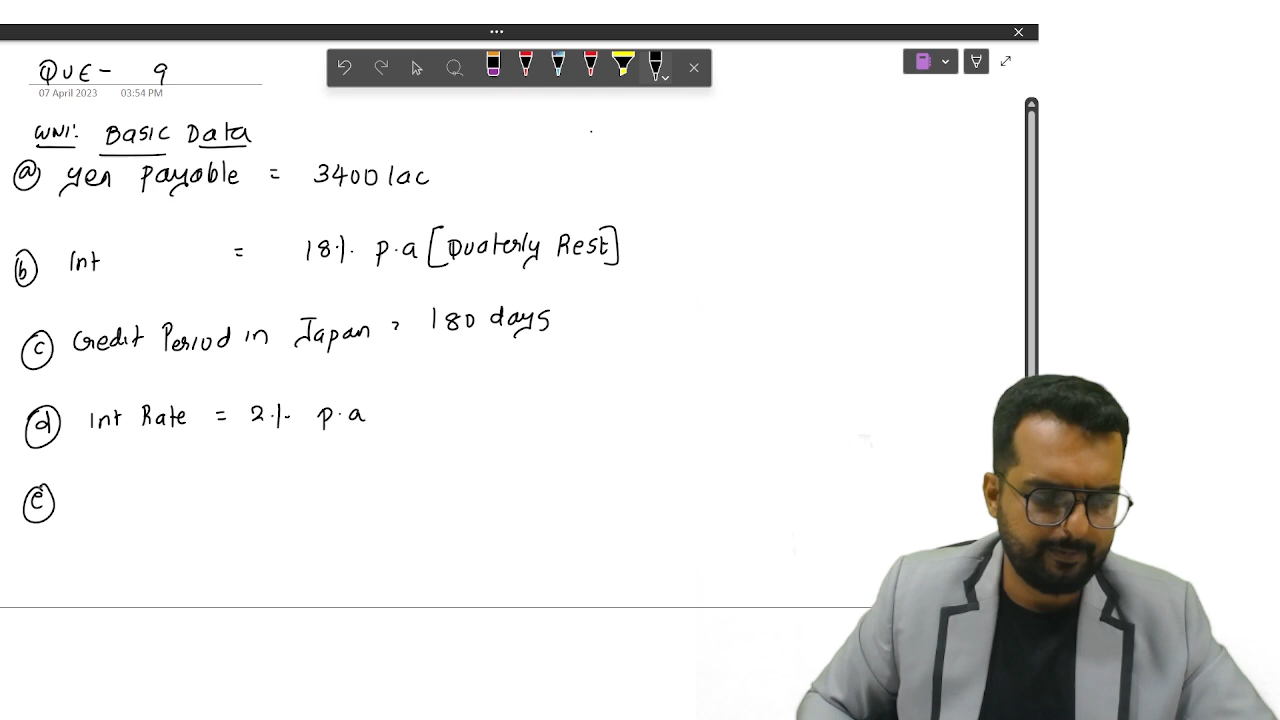 QUE - 9
07 April 2023 03:54 PM
WN1: Basic Data
(a) yen payable = 3400 lac
(b) Int = 18% p.a [Quaterly Rest]
(c) Credit Period in Japan = 180 days
(d) Int Rate = 2% p.a
(e)